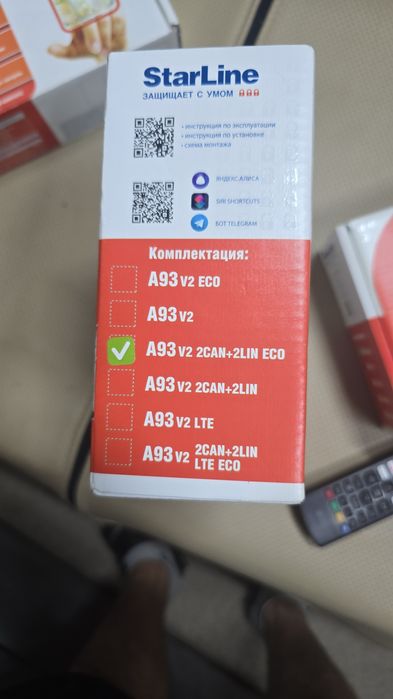 StarLine
ЗАЩИЩАЕТ С УМОМ
• инструкция по эксплуатации
• инструкция по установке
• схема монтажа
ЯНДЕКС.АЛИСА
SIRI SHORTCUTS
БОТ TELEGRAM
Комплектация:
A93 V2 ECO
A93 V2
A93 V2 2CAN+2LIN ECO
A93 V2 2CAN+2LIN
A93 V2 LTE
A93 V2 2CAN+2LIN
LTE ECO